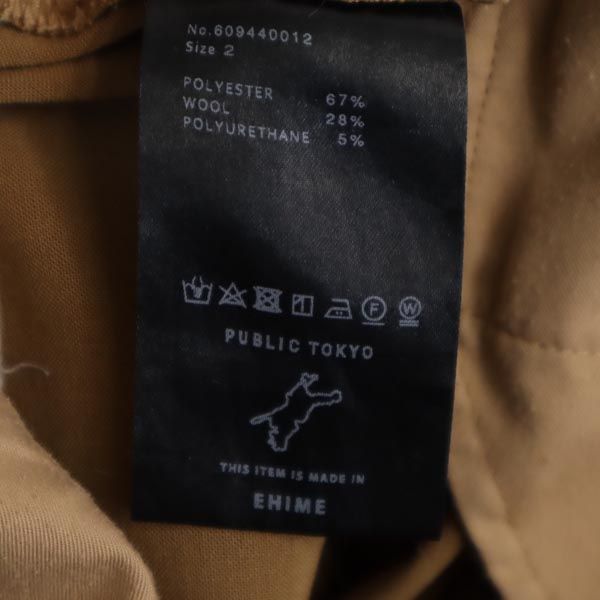 No.609440012
Size 2
POLYESTER 67%
WOOL 28%
POLYURETHANE 5%
F W
PUBLIC TOKYO
THIS ITEM IS MADE IN
EHIME